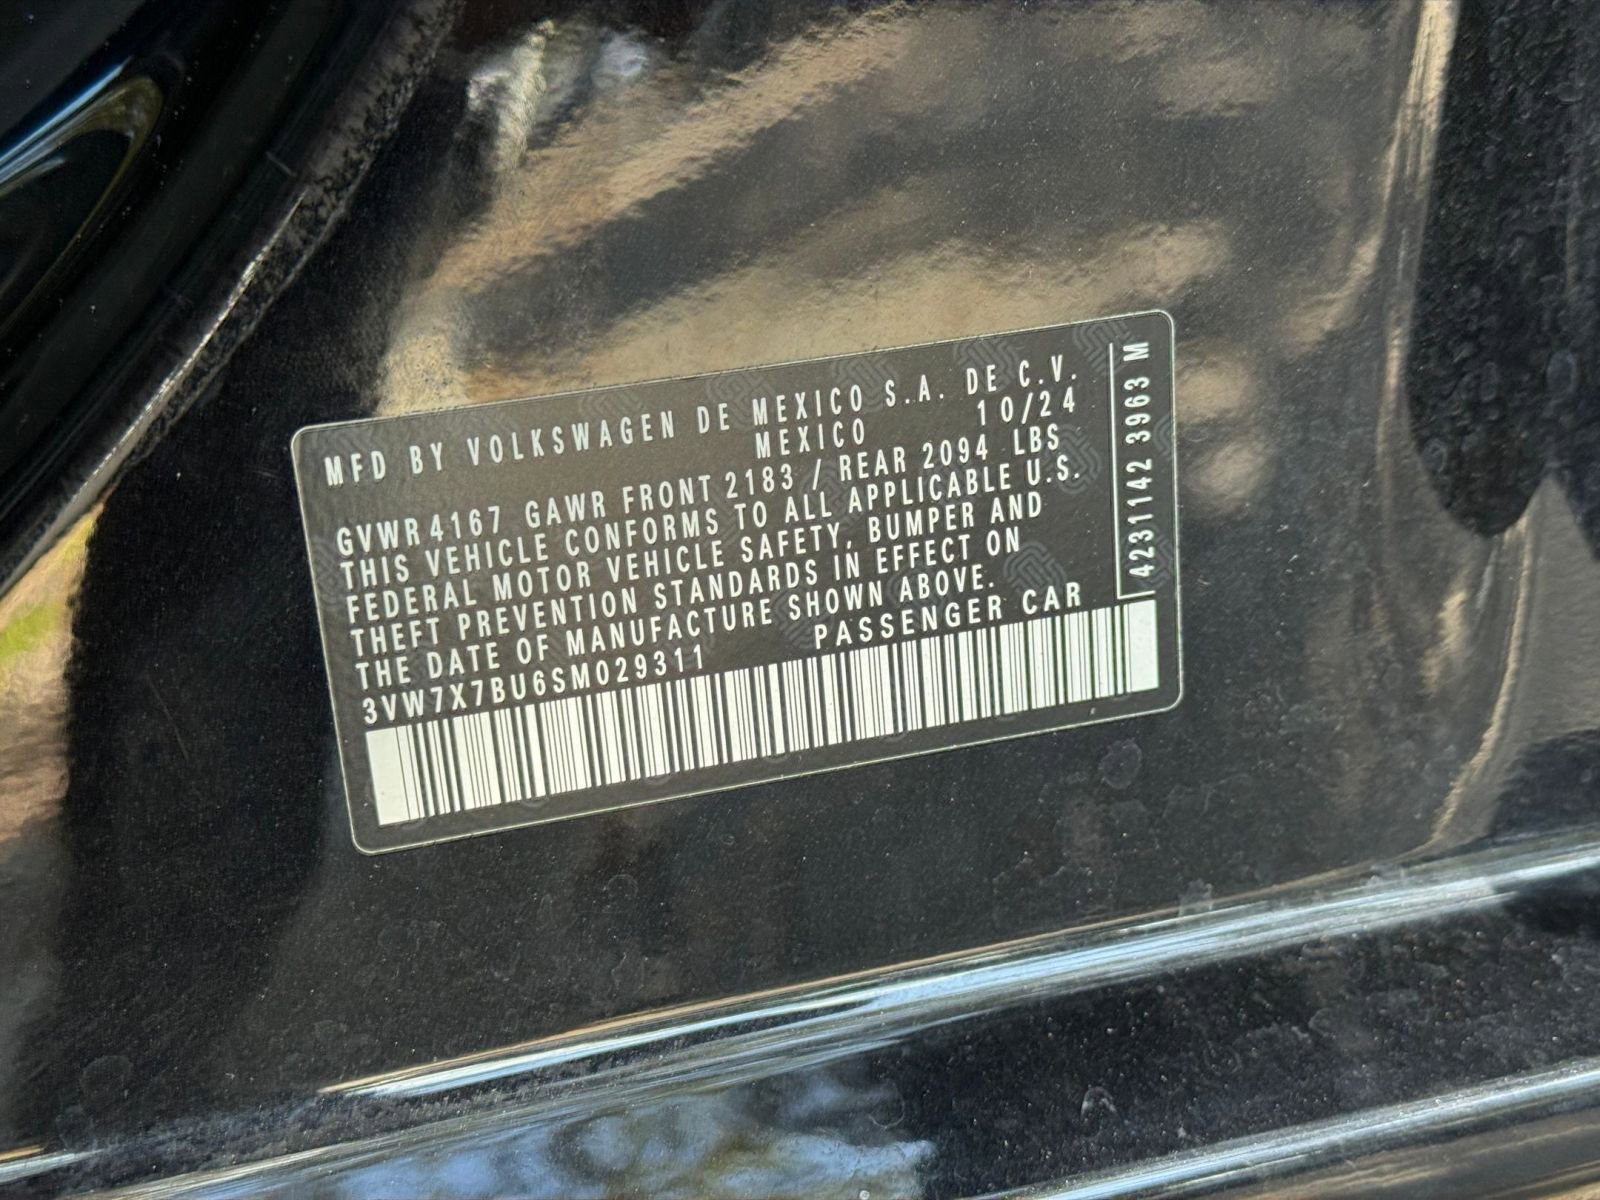 MFD BY VOLKSWAGEN DE MEXICO S.A. DE C.V.
MEXICO 10/24
GVWR 4167 GAWR FRONT 2183 / REAR 2094 LBS
THIS VEHICLE CONFORMS TO ALL APPLICABLE U.S.
FEDERAL MOTOR VEHICLE SAFETY, BUMPER AND
THEFT PREVENTION STANDARDS IN EFFECT ON
THE DATE OF MANUFACTURE SHOWN ABOVE.
3VW7X7BU6SM029311 PASSENGER CAR
4231142 3963 M